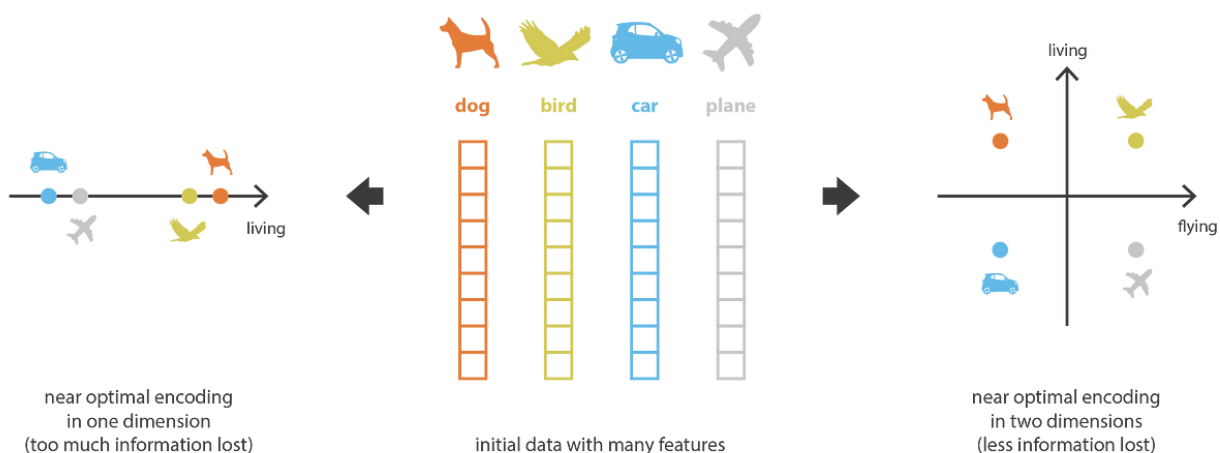 dog
bird
car
plane
living
near optimal encoding
in one dimension
(too much information lost)
initial data with many features
living
flying
near optimal encoding
in two dimensions
(less information lost)